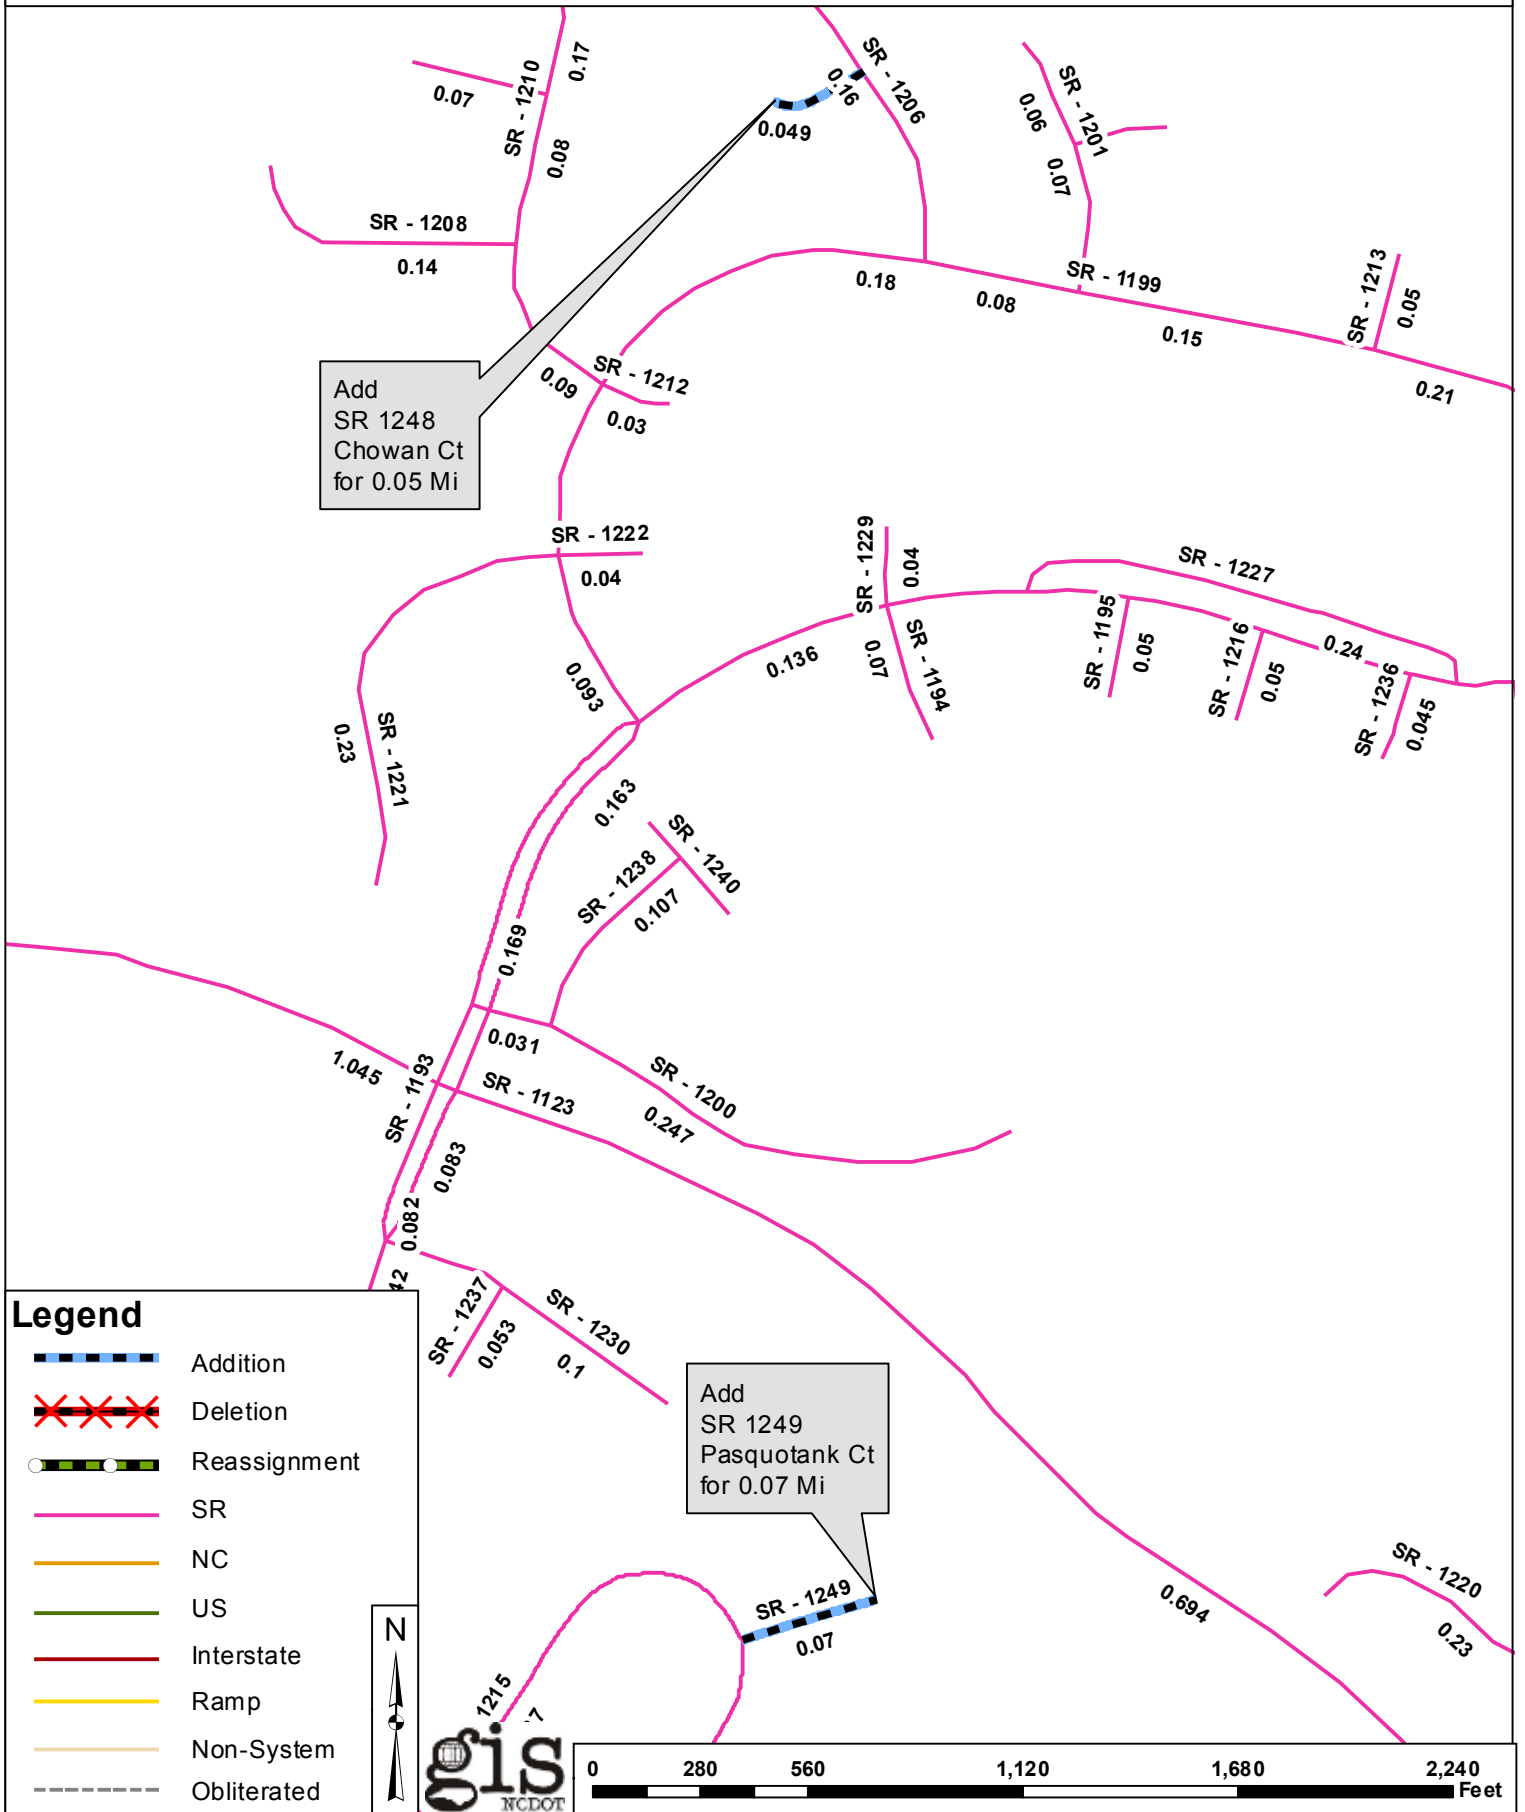 0.17
SR - 1210
0.07
0.08
SR - 1206
0.16
0.049
SR - 1201
0.06
0.07
SR - 1208
0.14
SR - 1199
0.18
0.08
0.15
SR - 1213
0.05
0.21
SR - 1212
0.09
0.03
Add
SR 1248
Chowan Ct
for 0.05 Mi
SR - 1222
0.04
SR - 1229
0.04
SR - 1227
0.24
SR - 1195
0.05
SR - 1216
0.05
SR - 1236
0.045
0.136
0.07
SR - 1194
0.093
SR - 1221
0.23
0.163
SR - 1240
SR - 1238
0.107
0.169
0.031
1.045
SR - 1193
SR - 1123
SR - 1200
0.247
0.083
0.082
42
SR - 1237
0.053
SR - 1230
0.1
Add
SR 1249
Pasquotank Ct
for 0.07 Mi
SR - 1249
0.07
0.694
SR - 1220
0.23
1215
Legend
Addition
Deletion
Reassignment
SR
NC
US
Interstate
Ramp
Non-System
Obliterated
N
gis
NCDOT
0 280 560 1,120 1,680 2,240
Feet